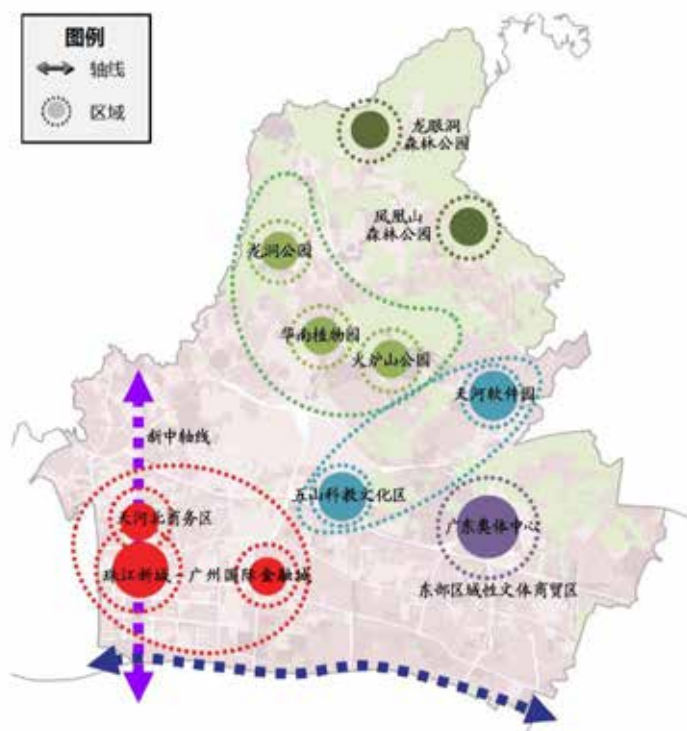 图例
轴线
区域
龙眼洞
森林公园
凤凰山
森林公园
龙洞公园
华南植物园
火炉山公园
天河软件园
新中轴线
五山科教文化区
天河北商务区
广东奥体中心
珠江新城-广州国际金融城
东部区域性文体商贸区